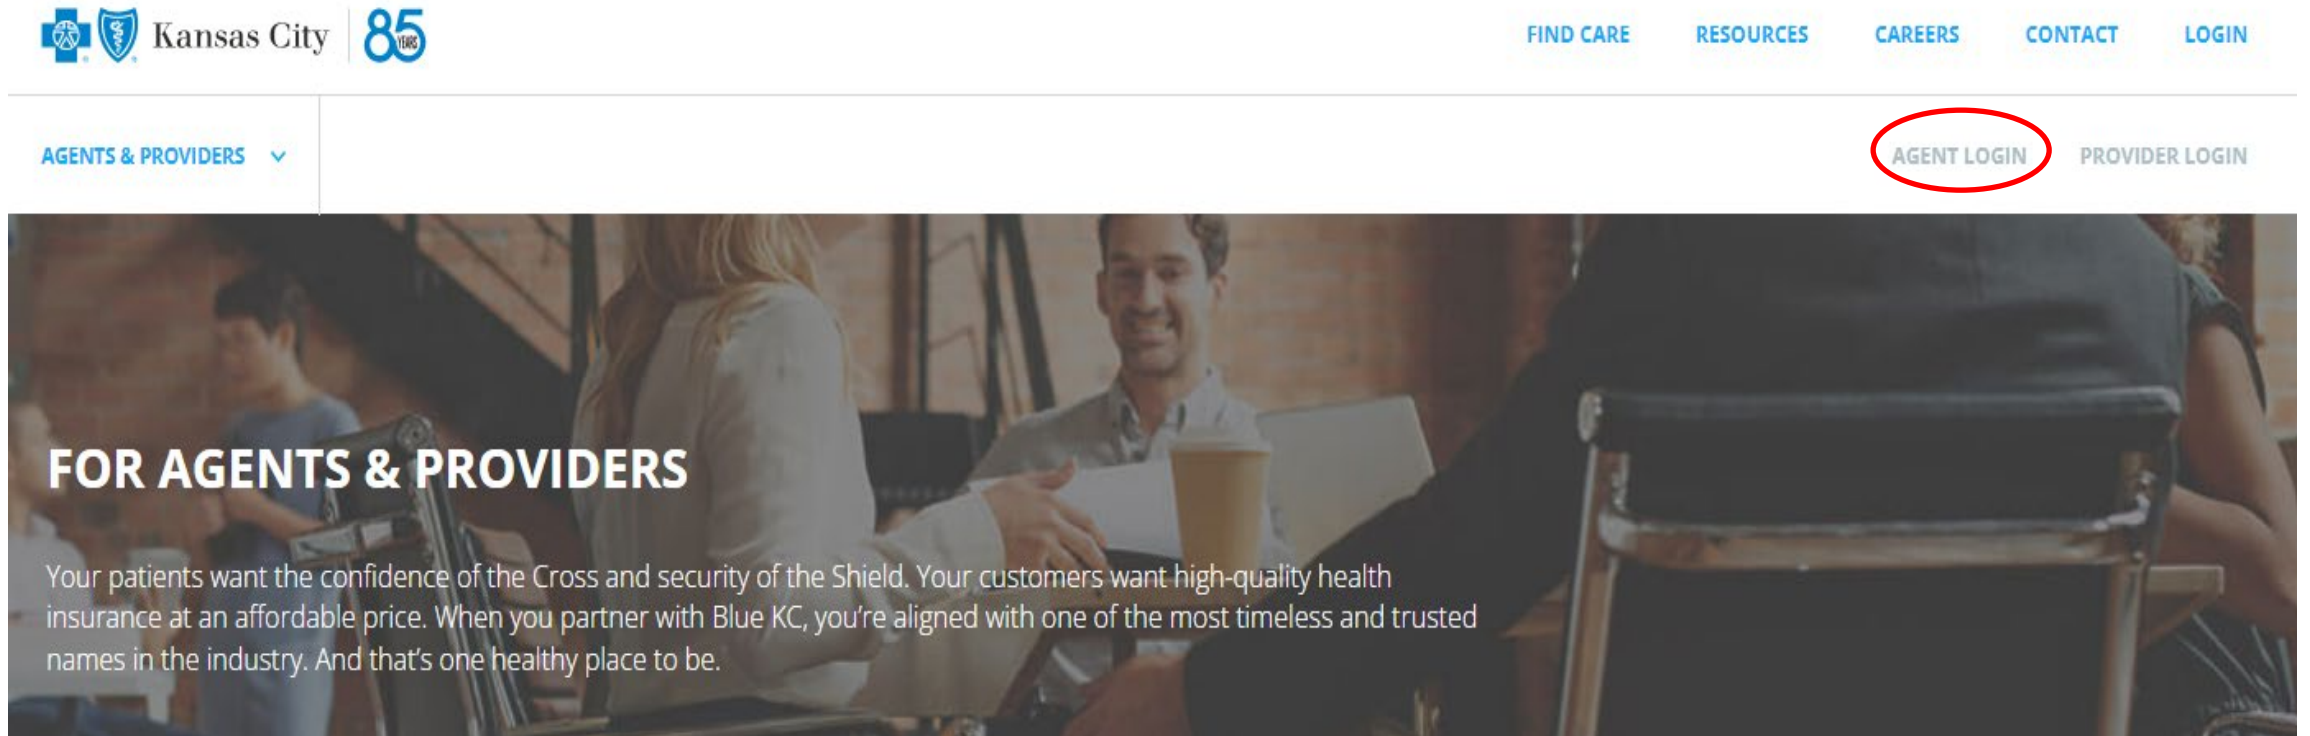 Kansas City
85
YEARS
FIND CARE
RESOURCES
CAREERS
CONTACT
LOGIN
AGENTS & PROVIDERS
AGENT LOGIN
PROVIDER LOGIN
FOR AGENTS & PROVIDERS
Your patients want the confidence of the Cross and security of the Shield. Your customers want high-quality health
insurance at an affordable price. When you partner with Blue KC, you’re aligned with one of the most timeless and trusted
names in the industry. And that’s one healthy place to be.